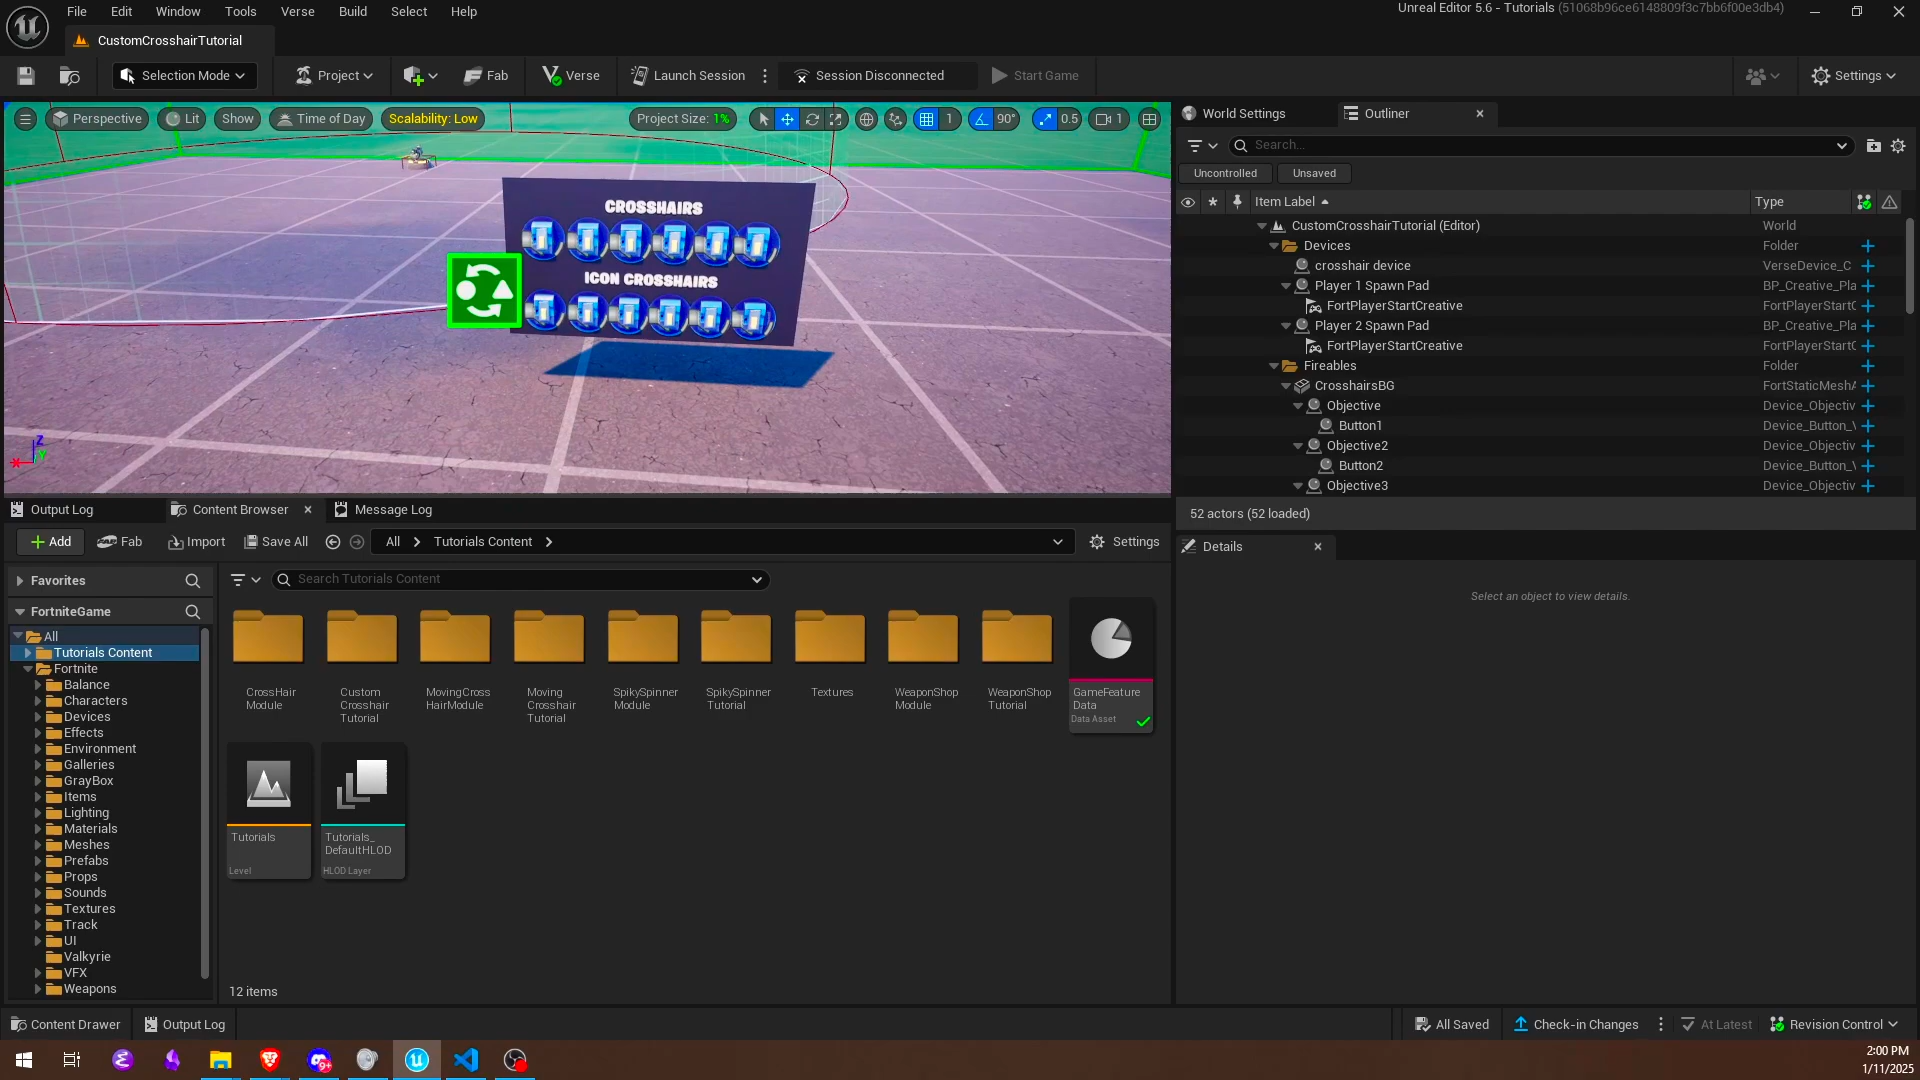 File Edit Window Tools Verse Build Select Help
Unreal Editor 5.6 - Tutorials (51068b96ce6148809f3c7bb6f00e3db4)
CustomCrosshairTutorial
Selection Mode
Project
Fab
Verse
Launch Session
Session Disconnected
Start Game
Settings
Perspective
Lit
Show
Time of Day
Scalability: Low
Project Size: 1%
1
90°
0.5
1
CROSSHAIRS
ICON CROSSHAIRS
Z
X
Y
World Settings
Outliner
Search...
Uncontrolled
Unsaved
Item Label
Type
CustomCrosshairTutorial (Editor) World
Devices Folder
crosshair device VerseDevice_C
Player 1 Spawn Pad BP_Creative_Pla
FortPlayerStartCreative FortPlayerStartC
Player 2 Spawn Pad BP_Creative_Pla
FortPlayerStartCreative FortPlayerStartC
Fireables Folder
CrosshairsBG FortStaticMeshA
Objective Device_Objectiv
Button1 Device_Button_V
Objective2 Device_Objectiv
Button2 Device_Button_V
Objective3 Device_Objectiv
52 actors (52 loaded)
Details
Select an object to view details.
Output Log
Content Browser
Message Log
Add
Fab
Import
Save All
All
Tutorials Content
Settings
Favorites
FortniteGame
All
Tutorials Content
Fortnite
Balance
Characters
Devices
Effects
Environment
Galleries
GrayBox
Items
Lighting
Materials
Meshes
Prefabs
Props
Sounds
Textures
Track
UI
Valkyrie
VFX
Weapons
Search Tutorials Content
CrossHair
Module
Custom
Crosshair
Tutorial
MovingCross
HairModule
Moving
Crosshair
Tutorial
SpikySpinner
Module
SpikySpinner
Tutorial
Textures
WeaponShop
Module
WeaponShop
Tutorial
GameFeature
Data
Data Asset
Tutorials
Level
Tutorials_
DefaultHLOD
HLOD Layer
12 items
Content Drawer
Output Log
All Saved
Check-in Changes
At Latest
Revision Control
9+
2:00 PM
1/11/2025